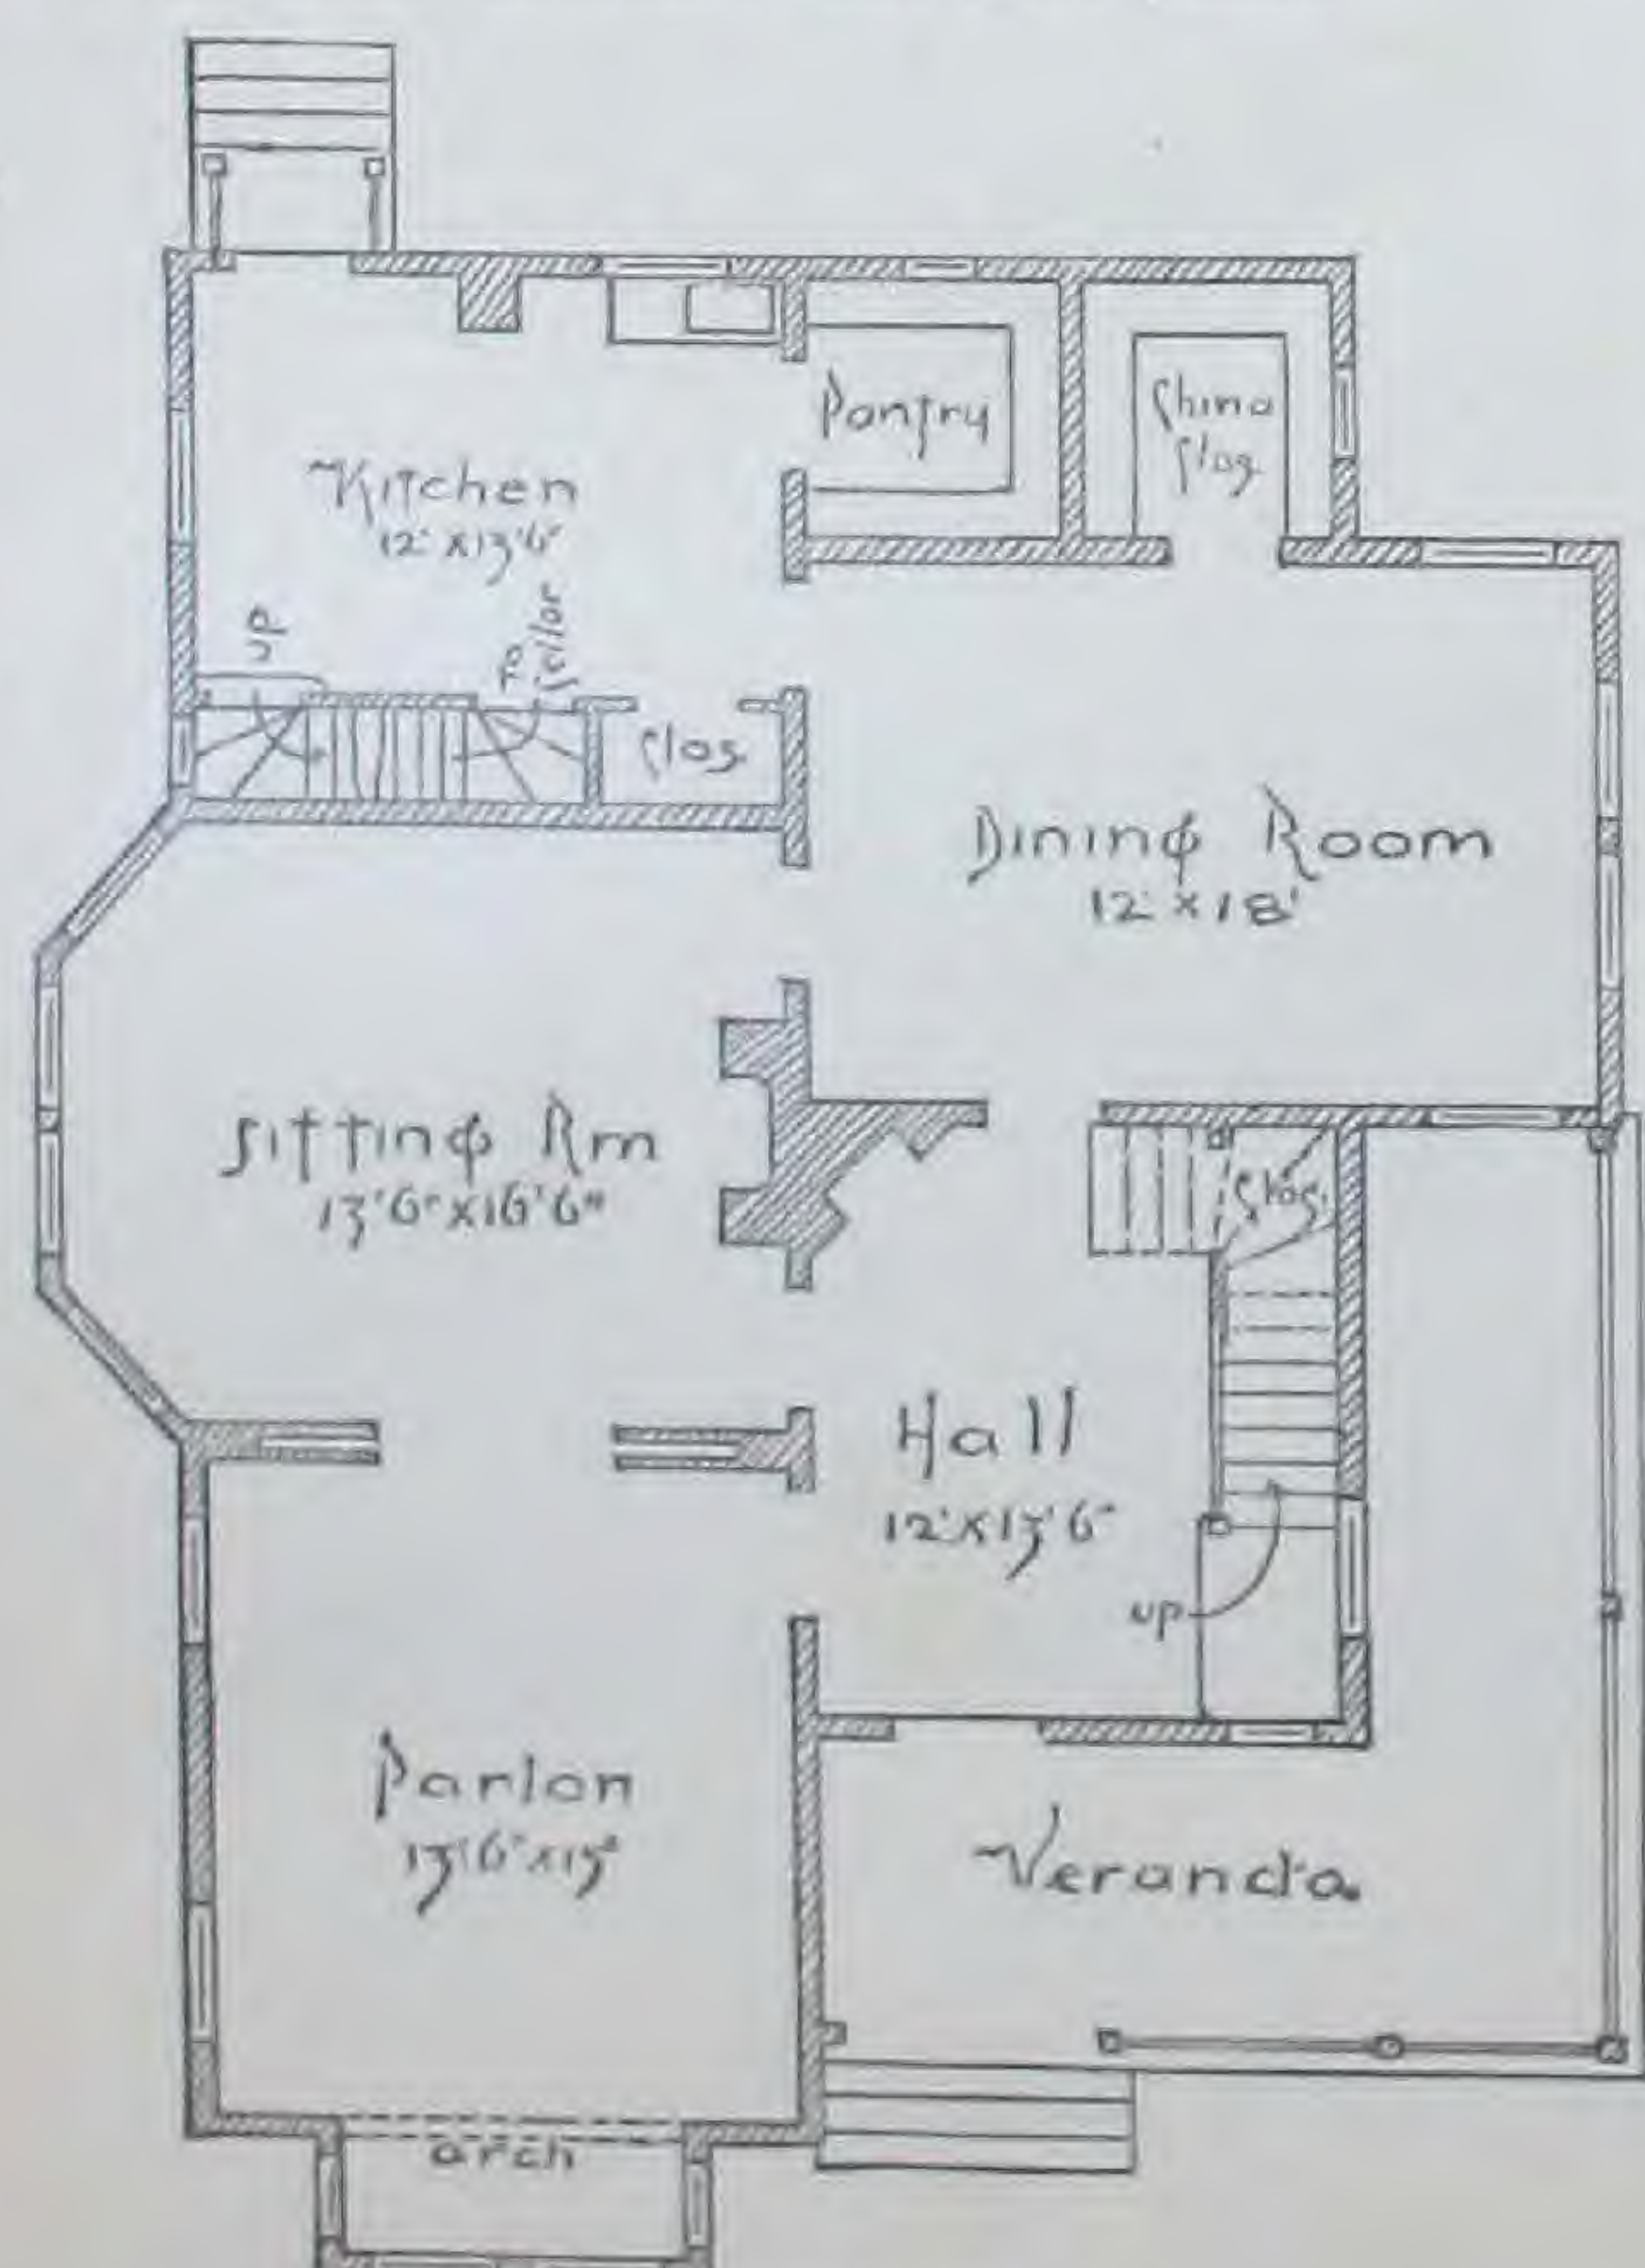 Pantry
China
Clos
Kitchen
12' x 13'6"
up
To
Cellar
Clos
Dining Room
12' x 18'
Sitting Rm
13'6" x 16'6"
Clos.
Hall
12' x 13'6"
up
Parlor
13'6" x 15'
Veranda
arch